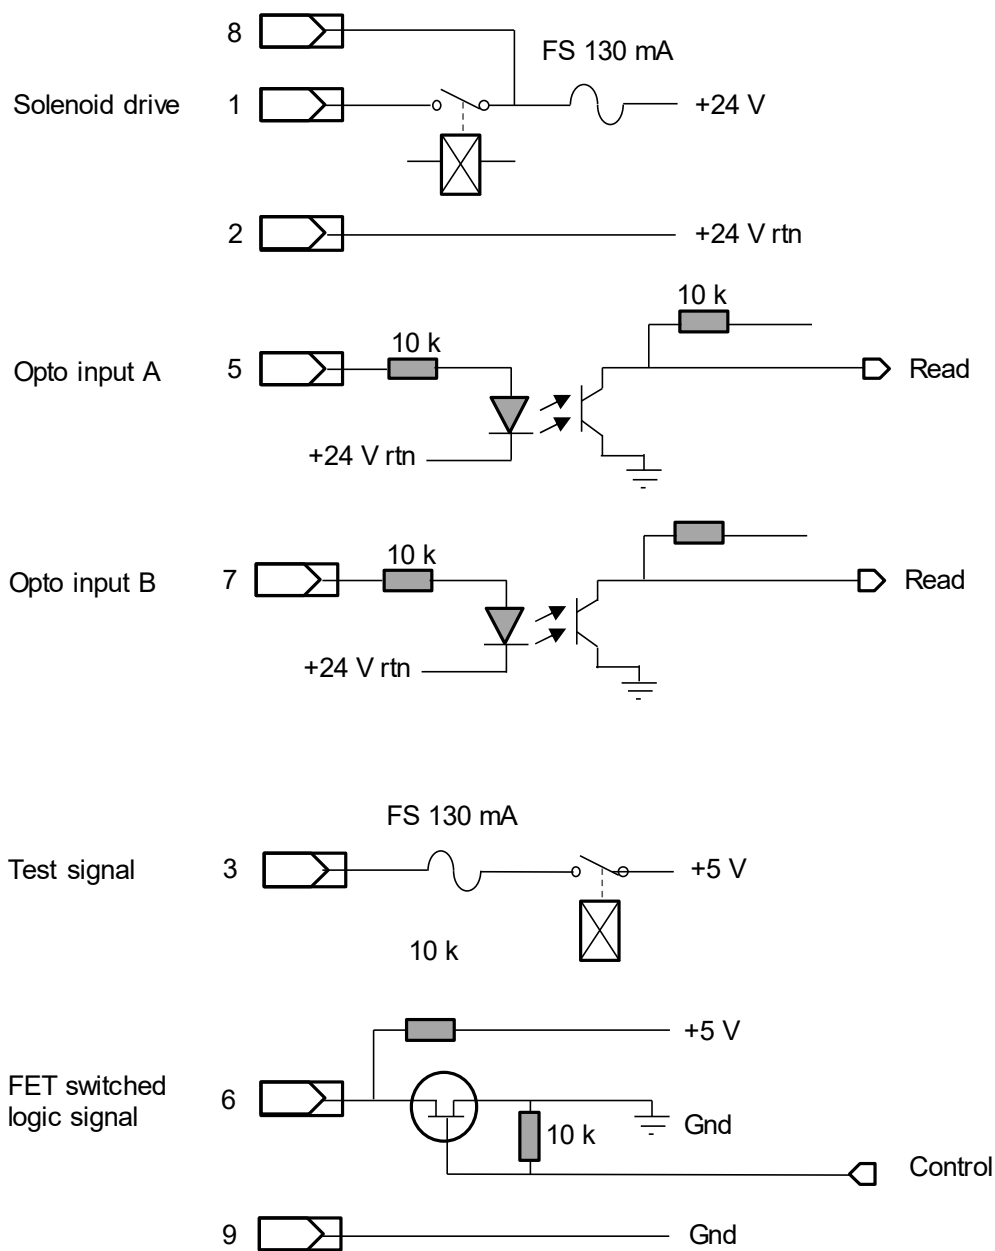 8
FS 130 mA
Solenoid drive 1 +24 V
2 +24 V rtn
10 k
10 k
Opto input A 5 Read
+24 V rtn
10 k
Opto input B 7 Read
+24 V rtn
FS 130 mA
Test signal 3 +5 V
10 k
+5 V
FET switched
logic signal
6
Gnd
10 k
Control
9 Gnd